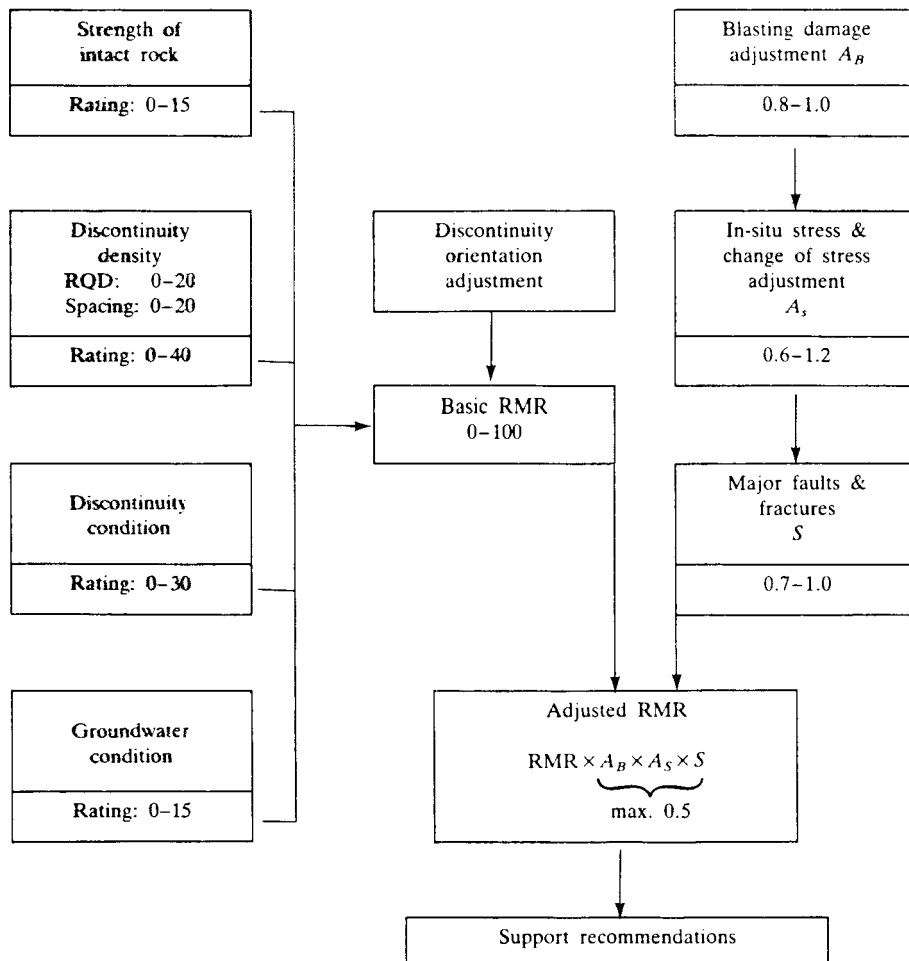 Strength of
intact rock
Rating: 0–15
Discontinuity
density
RQD: 0–20
Spacing: 0–20
Rating: 0–40
Discontinuity
condition
Rating: 0–30
Groundwater
condition
Rating: 0–15
Discontinuity
orientation
adjustment
Basic RMR
0–100
Blasting damage
adjustment A_B
0.8–1.0
In-situ stress &
change of stress
adjustment
A_s
0.6–1.2
Major faults &
fractures
S
0.7–1.0
Adjusted RMR
RMR × A_B × A_S × S
max. 0.5
Support recommendations